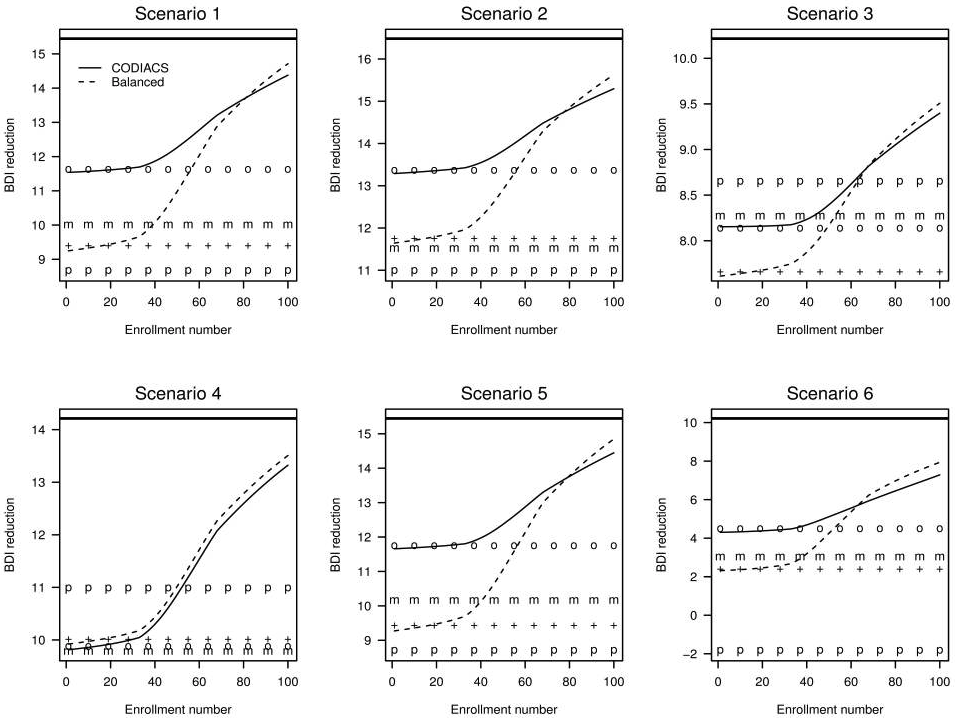 Scenario 1
Scenario 2
Scenario 3
15
14
13
12
11
10
9
BDI reduction
CODIACS
Balanced
o o o o o o o o o o o o
m m m m m m m m m m m m
+ + + + + + + + + + + +
p p p p p p p p p p p p
0 20 40 60 80 100
Enrollment number
16
15
14
13
12
11
BDI reduction
o o o o o o o o o o o o
+ + + + + + + + + + + +
m m m m m m m m m m m m
p p p p p p p p p p p p
0 20 40 60 80 100
Enrollment number
10.0
9.5
9.0
8.5
8.0
BDI reduction
p p p p p p p p p p p p
m m m m m m m m m m m m
o o o o o o o o o o o o
+ + + + + + + + + + + +
0 20 40 60 80 100
Enrollment number
Scenario 4
Scenario 5
Scenario 6
14
13
12
11
10
BDI reduction
p p p p p p p p p p p p
+ + + + + + + + + + + +
o o o o o o o o o o o o
m m m m m m m m m m m m
0 20 40 60 80 100
Enrollment number
15
14
13
12
11
10
9
BDI reduction
o o o o o o o o o o o o
m m m m m m m m m m m m
+ + + + + + + + + + + +
p p p p p p p p p p p p
0 20 40 60 80 100
Enrollment number
10
8
6
4
2
0
−2
BDI reduction
o o o o o o o o o o o o
m m m m m m m m m m m m
+ + + + + + + + + + + +
p p p p p p p p p p p p
0 20 40 60 80 100
Enrollment number